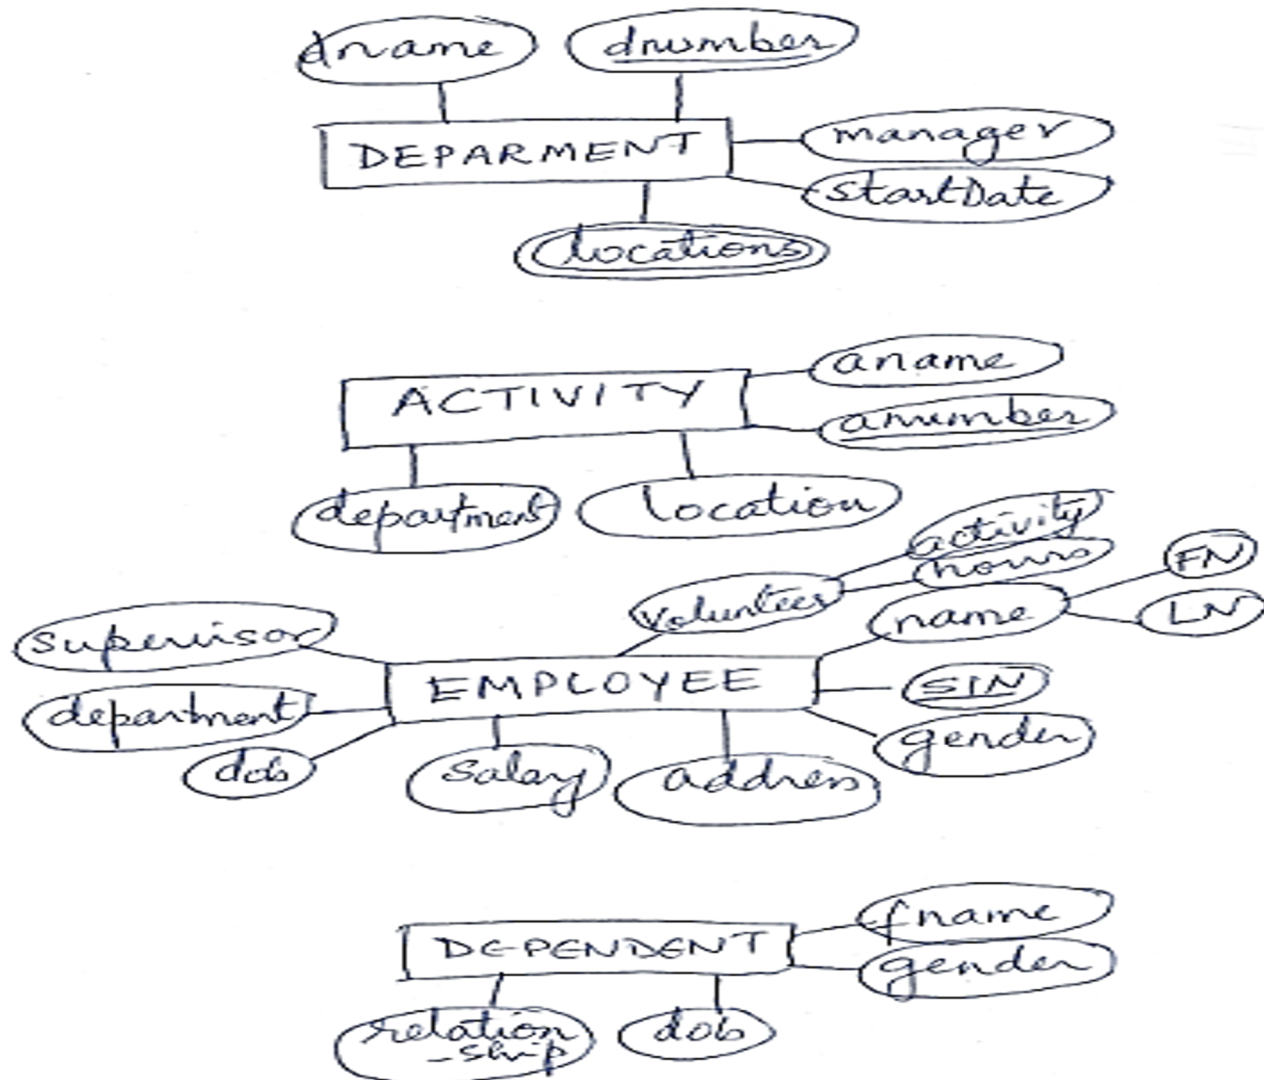 dname
dnumber
DEPARMENT
manager
startDate
locations
ACTIVITY
aname
anumber
department
location
activity
hours
volunteer
name
FN
LN
supervisor
EMPLOYEE
SIN
department
gender
dob
salary
address
DEPENDENT
fname
gender
relation
-ship
dob